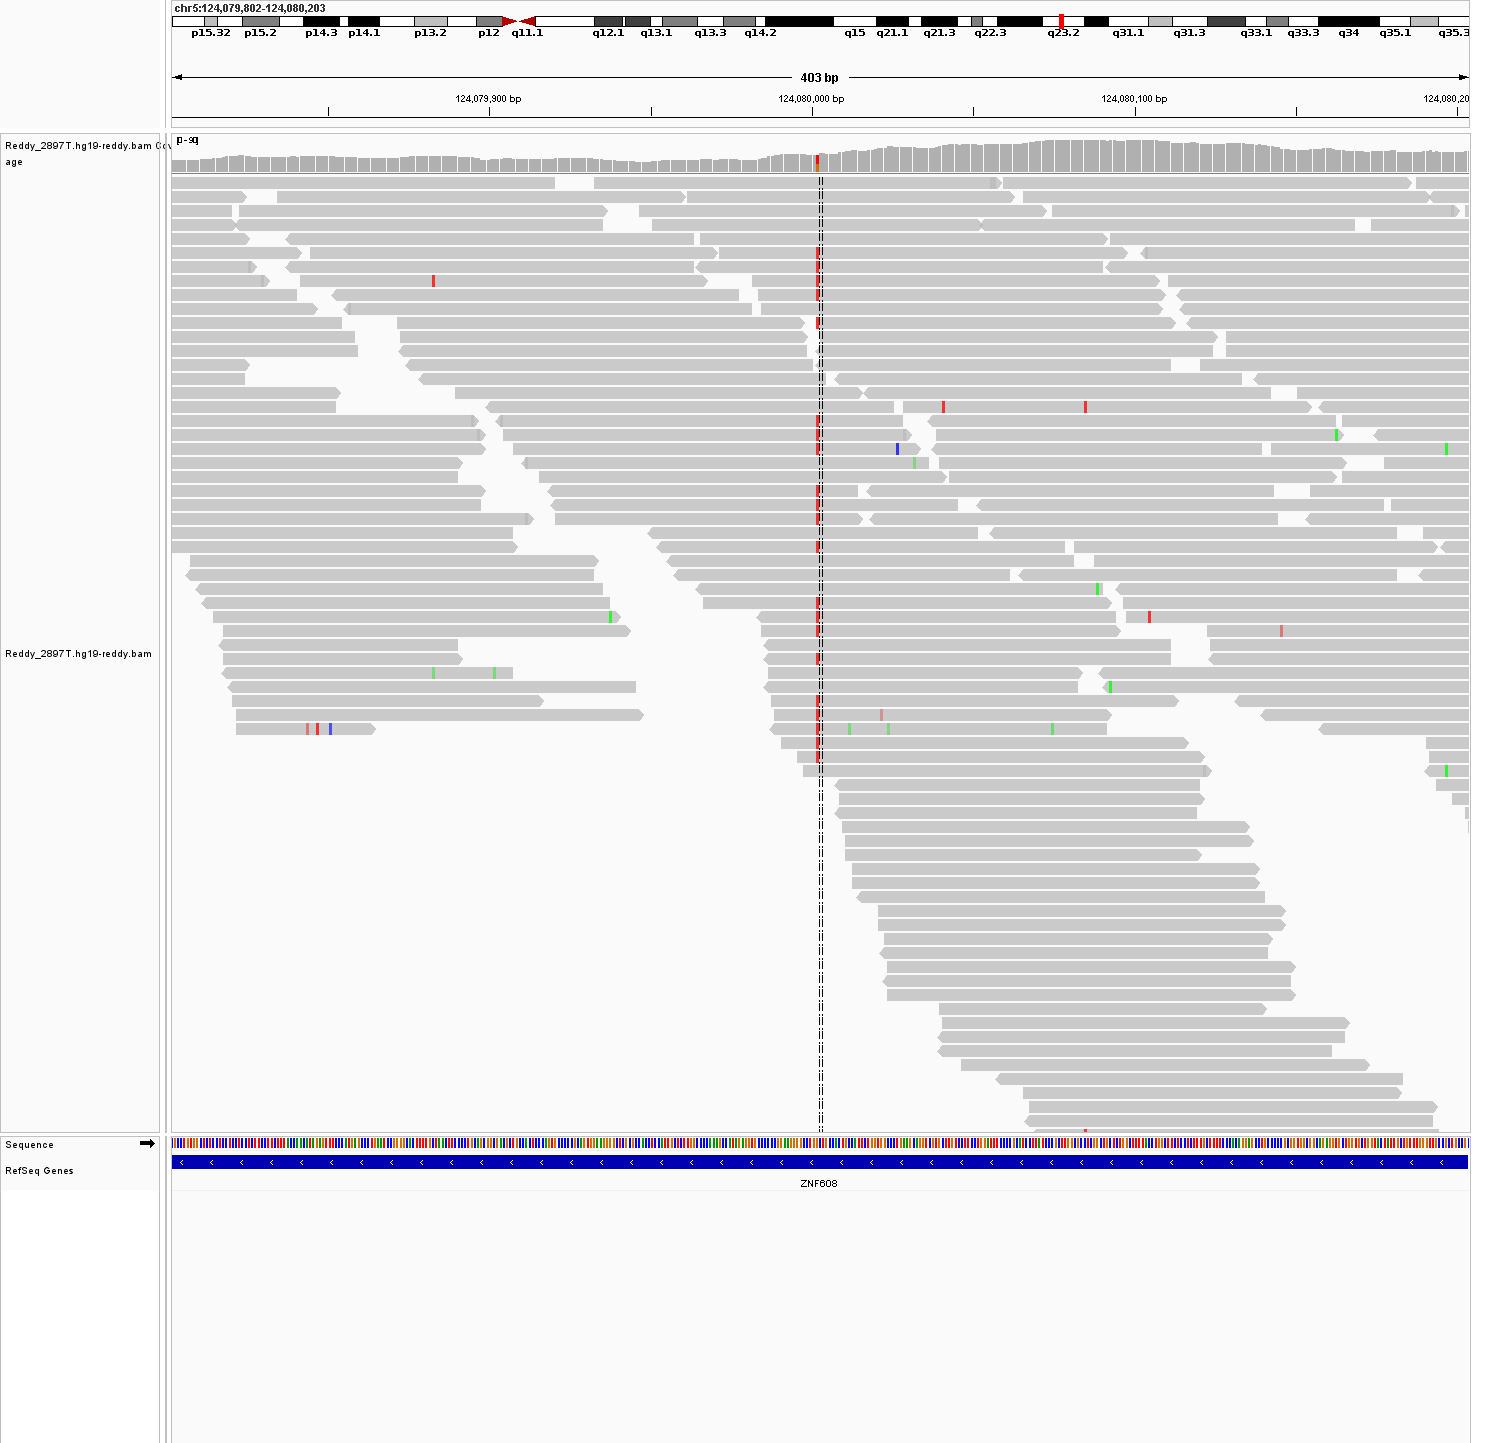 chr5:124,079,802-124,080,203
p15.32 p15.2 p14.3 p14.1 p13.2 p12 q11.1 q12.1 q13.1 q13.3 q14.2 q15 q21.1 q21.3 q22.3 q23.2 q31.1 q31.3 q33.1 q33.3 q34 q35.1 q35.3
403 bp
124,079,900 bp 124,080,000 bp 124,080,100 bp 124,080,20
Reddy_2897T.hg19-reddy.bam Cov
age
Reddy_2897T.hg19-reddy.bam
Sequence
RefSeq Genes
ZNF608